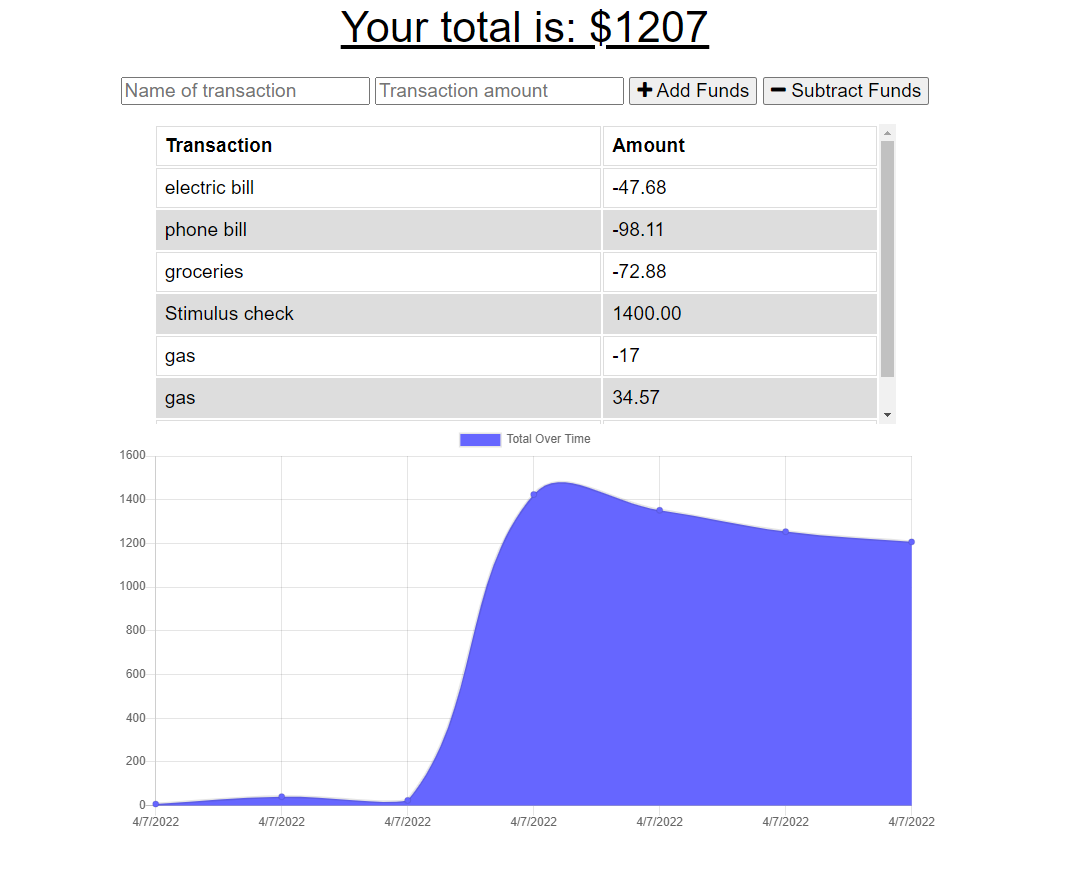 Your total is: $1207
Name of transaction Transaction amount Add Funds Subtract Funds
Transaction Amount
electric bill -47.68
phone bill -98.11
groceries -72.88
Stimulus check 1400.00
gas -17
gas 34.57
Total Over Time
1600
1400
1200
1000
800
600
400
200
0
4/7/2022 4/7/2022 4/7/2022 4/7/2022 4/7/2022 4/7/2022 4/7/2022